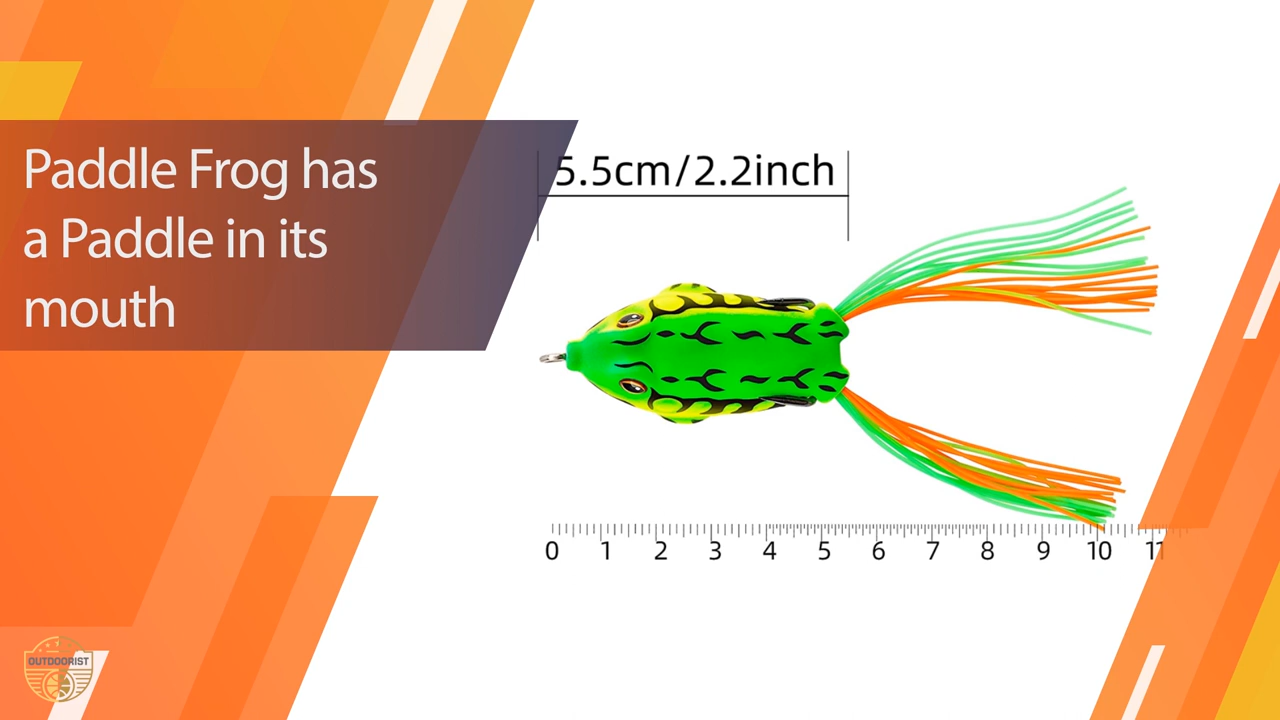 Paddle Frog has
a Paddle in its
mouth
5.5cm/2.2inch
0 1 2 3 4 5 6 7 8 9 10 11
OUTDOORIST